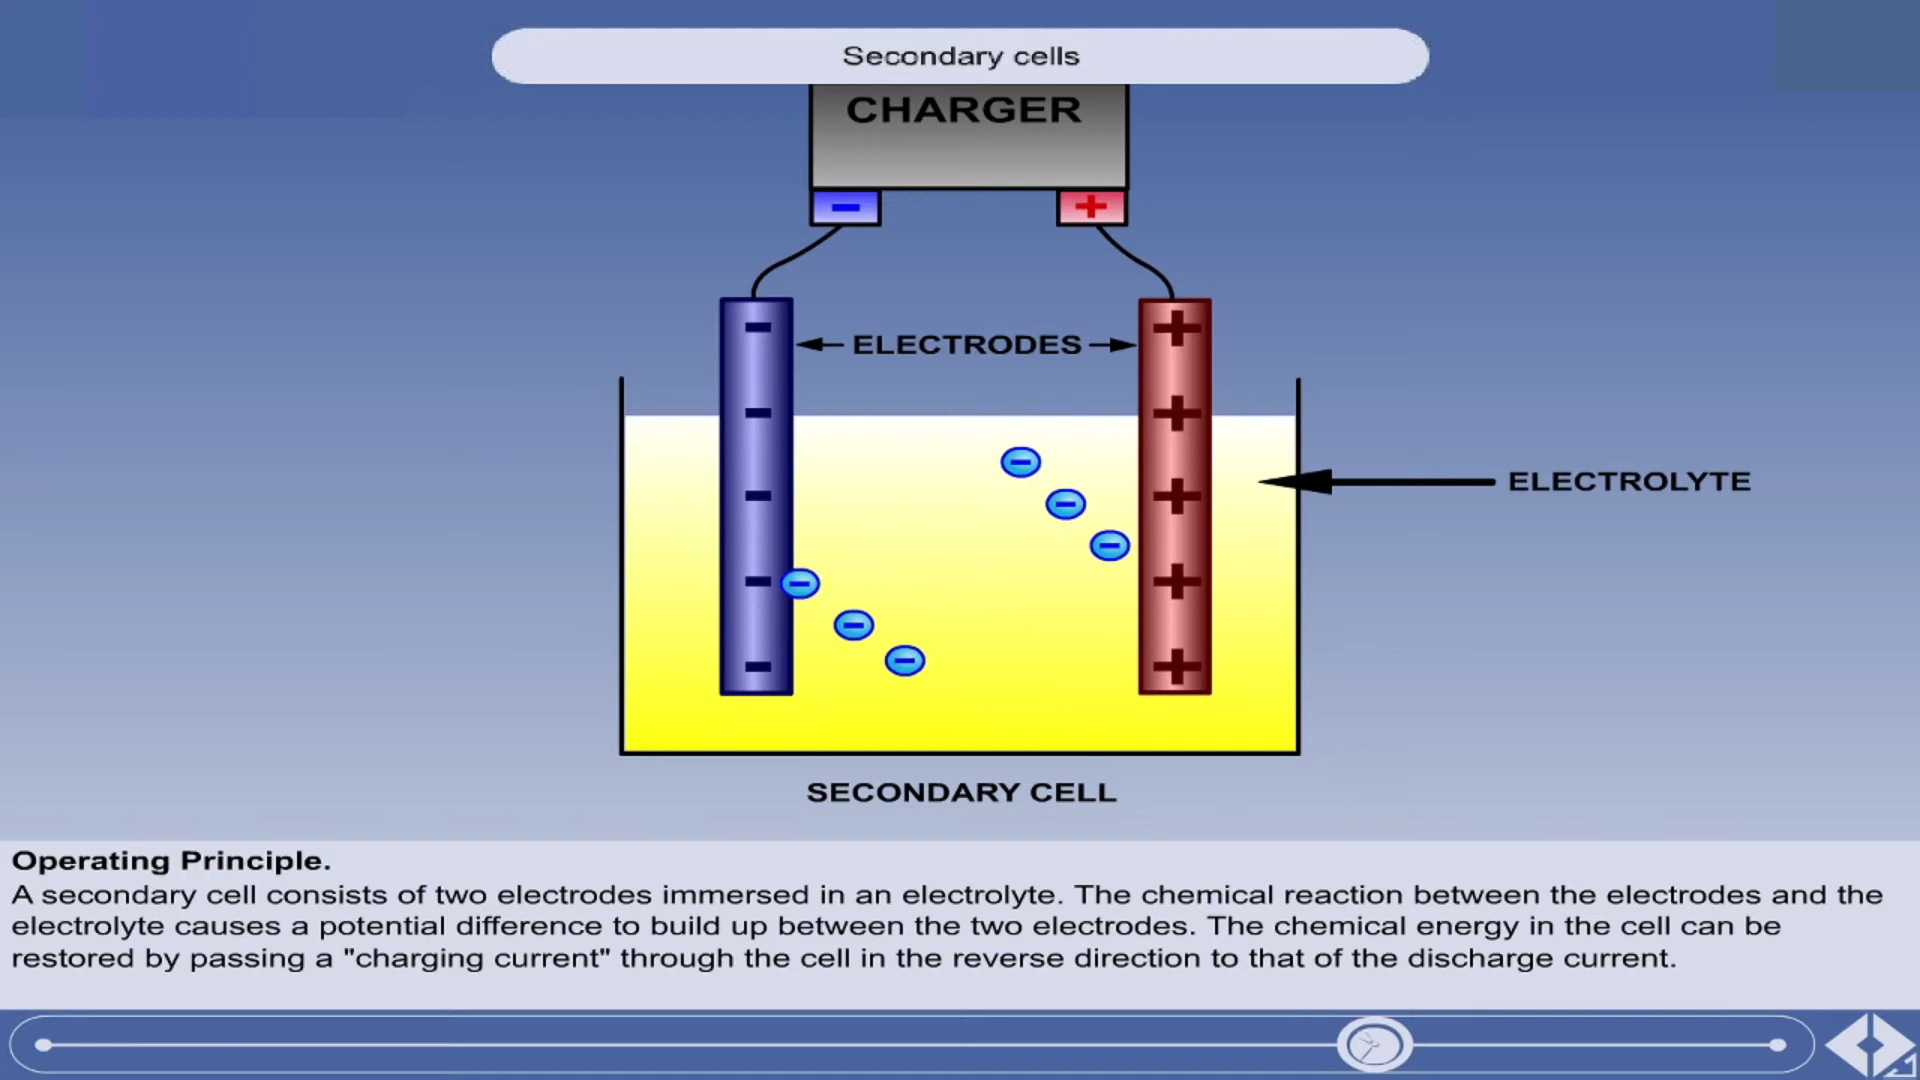 Secondary cells
CHARGER
− +
ELECTRODES
ELECTROLYTE
SECONDARY CELL
Operating Principle.
A secondary cell consists of two electrodes immersed in an electrolyte. The chemical reaction between the electrodes and the
electrolyte causes a potential difference to build up between the two electrodes. The chemical energy in the cell can be
restored by passing a "charging current" through the cell in the reverse direction to that of the discharge current.